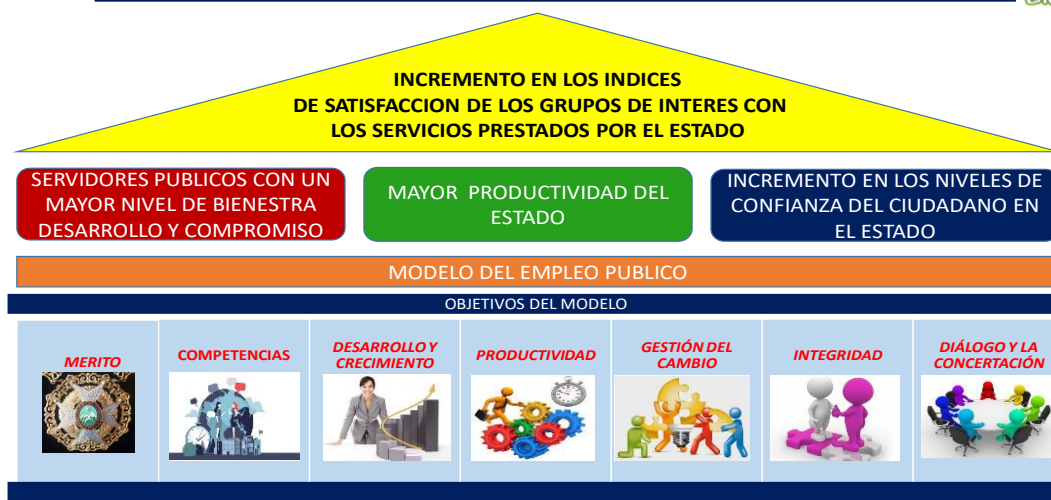 INCREMENTO EN LOS INDICES
DE SATISFACCION DE LOS GRUPOS DE INTERES CON
LOS SERVICIOS PRESTADOS POR EL ESTADO
SERVIDORES PUBLICOS CON UN
MAYOR NIVEL DE BIENESTRA
DESARROLLO Y COMPROMISO
MAYOR PRODUCTIVIDAD DEL
ESTADO
INCREMENTO EN LOS NIVELES DE
CONFIANZA DEL CIUDADANO EN
EL ESTADO
MODELO DEL EMPLEO PUBLICO
OBJETIVOS DEL MODELO
MERITO
COMPETENCIAS
DESARROLLO Y
CRECIMIENTO
PRODUCTIVIDAD
GESTIÓN DEL
CAMBIO
INTEGRIDAD
DIÁLOGO Y LA
CONCERTACIÓN